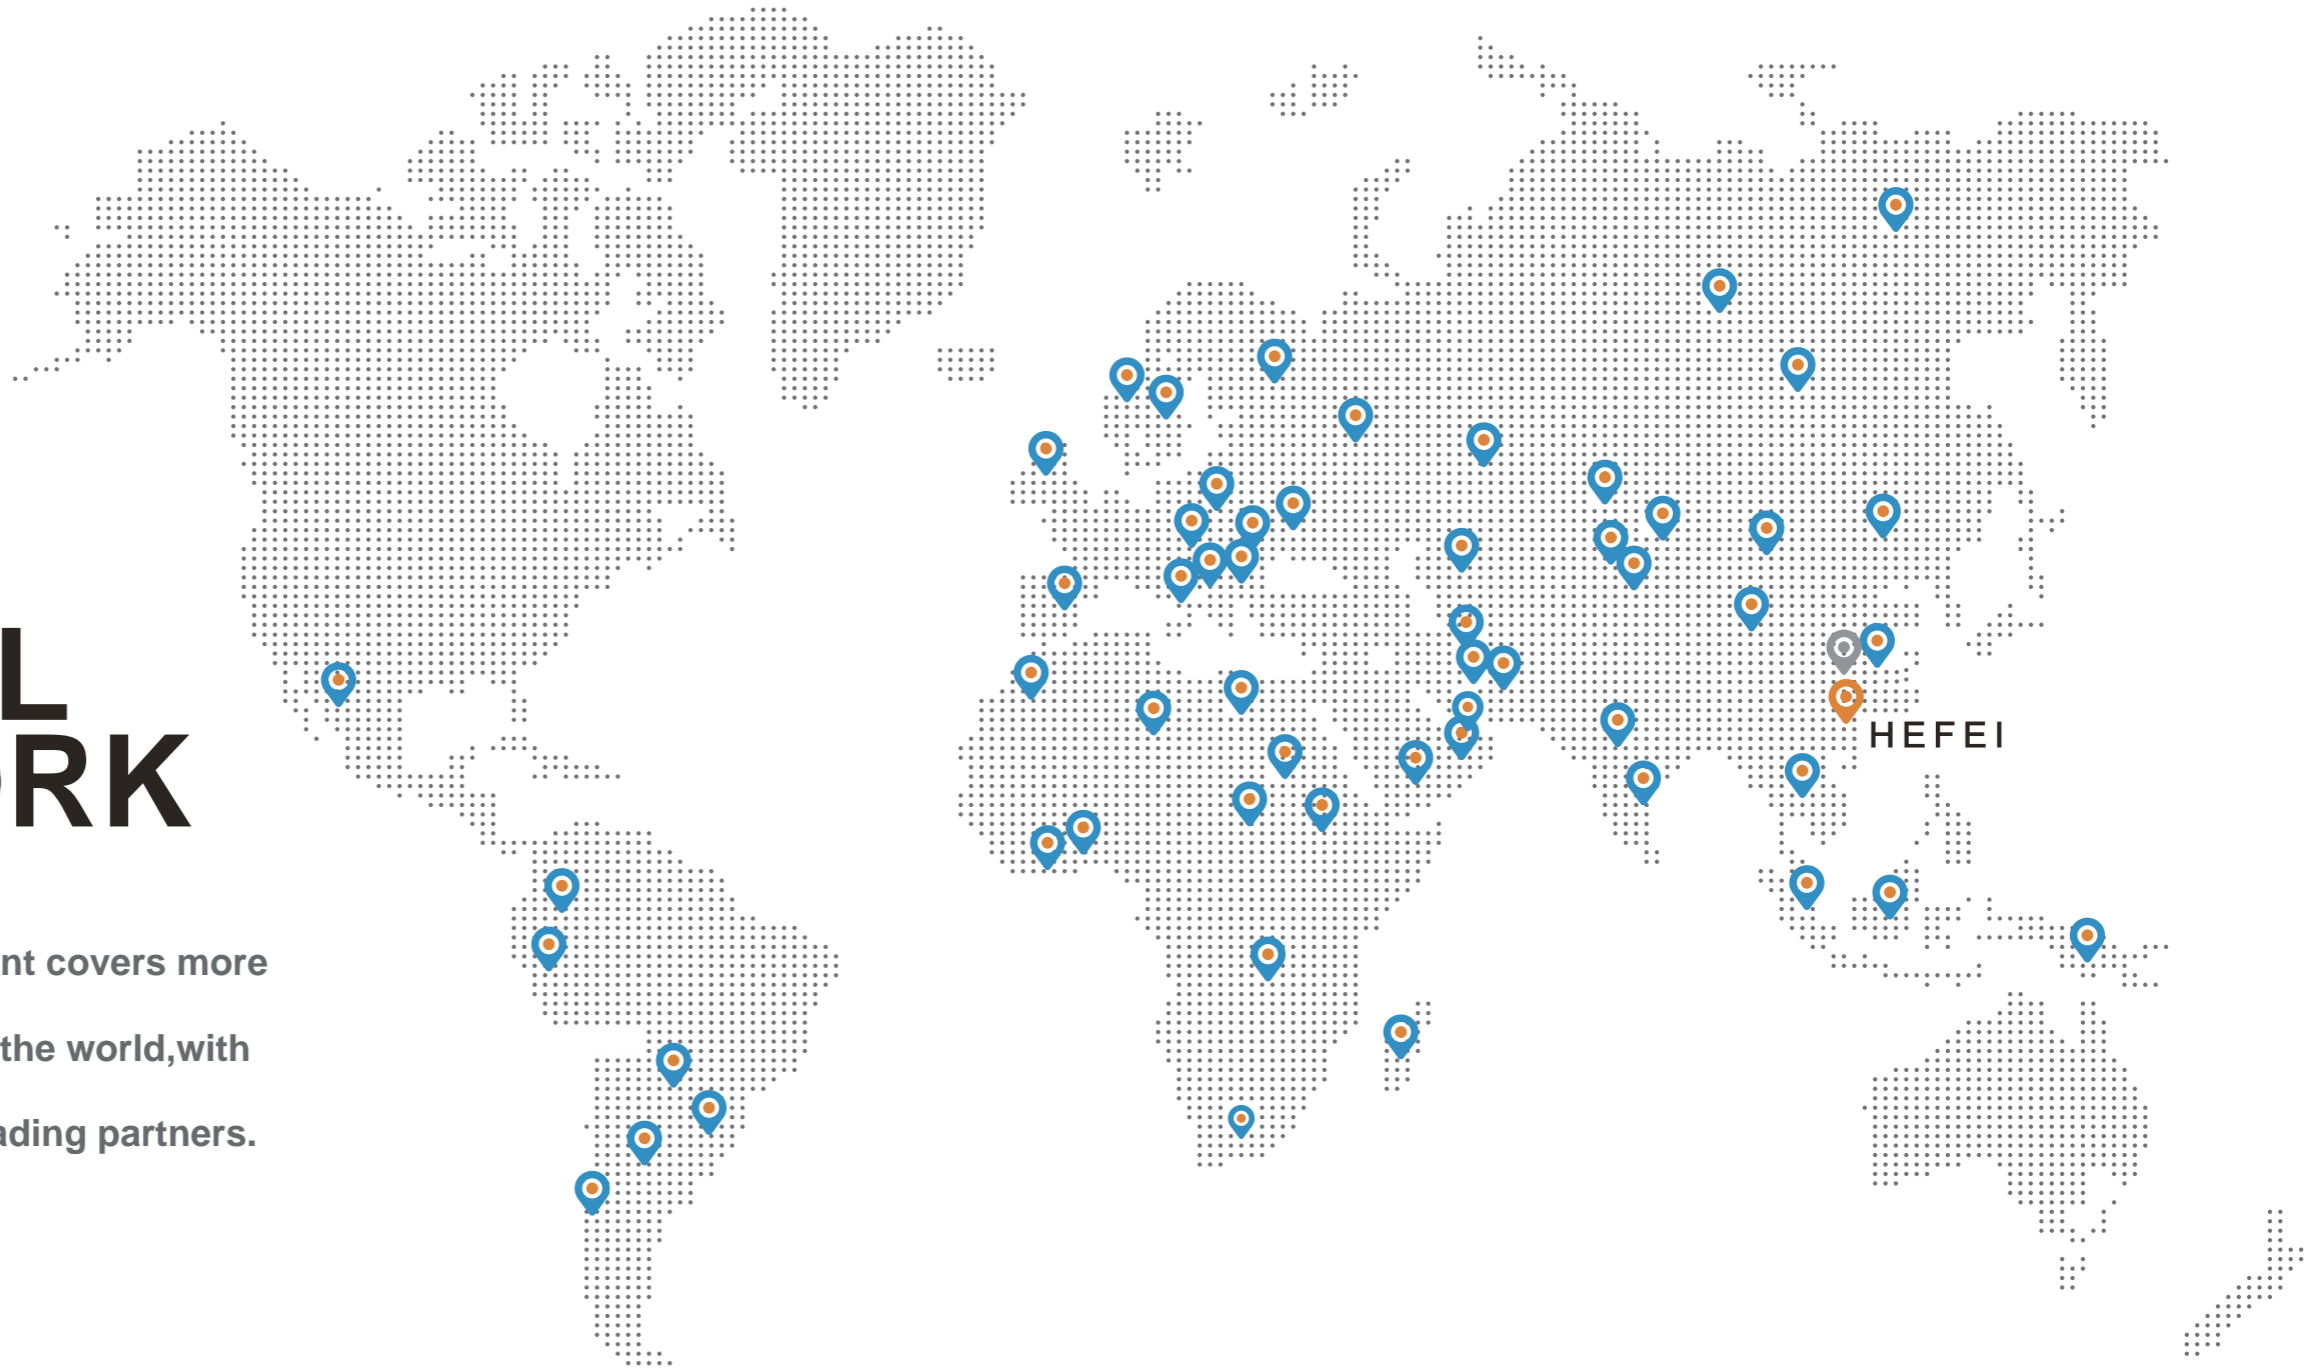 L
RK
HEFEI
nt covers more
the world,with
ading partners.